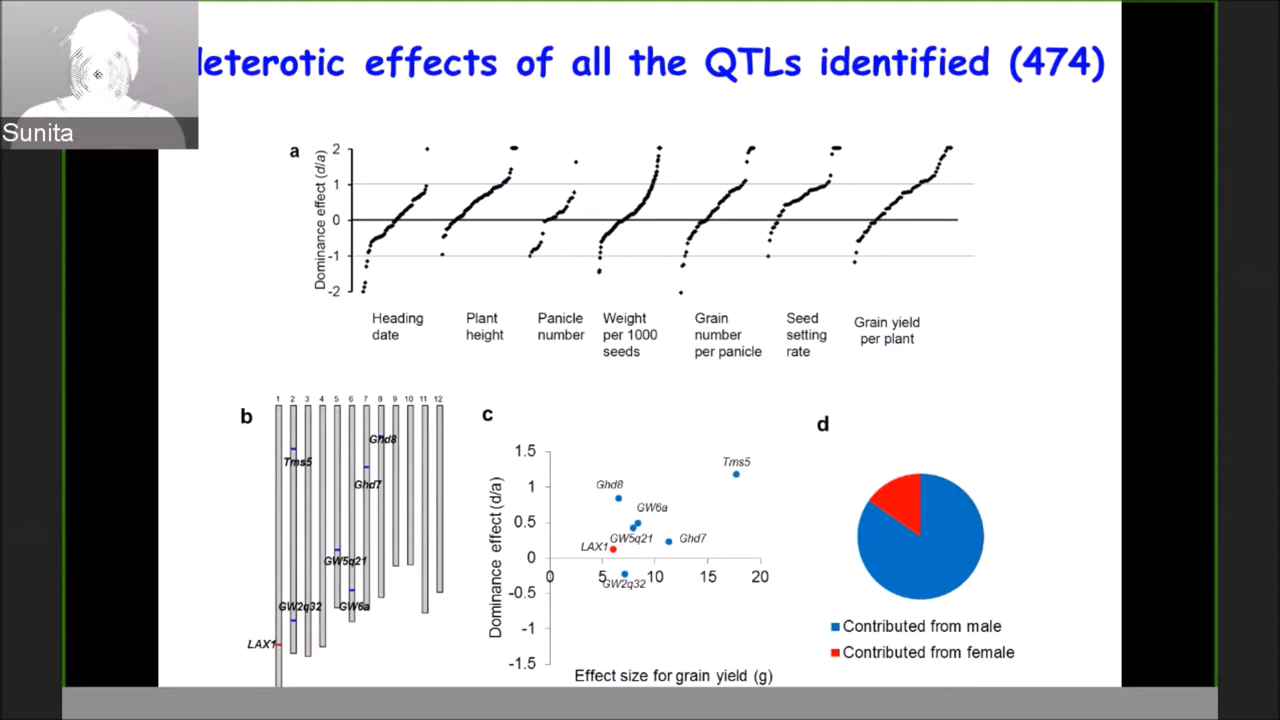 Sunita
eterotic effects of all the QTLs identified (474)
a
Dominance effect (d/a)
2
1
0
-1
-2
Heading
date
Plant
height
Panicle
number
Weight
per 1000
seeds
Grain
number
per panicle
Seed
setting
rate
Grain yield
per plant
b
1 2 3 4 5 6 7 8 9 10 11 12
Ghd8
Tms5
Ghd7
GW5q21
GW2q32
GW6a
LAX1
c
Dominance effect (d/a)
1.5
1
0.5
0
-0.5
-1
-1.5
0 5 10 15 20
Tms5
Ghd8
GW6a
GW5q21
Ghd7
LAX1
GW2q32
Effect size for grain yield (g)
d
Contributed from male
Contributed from female